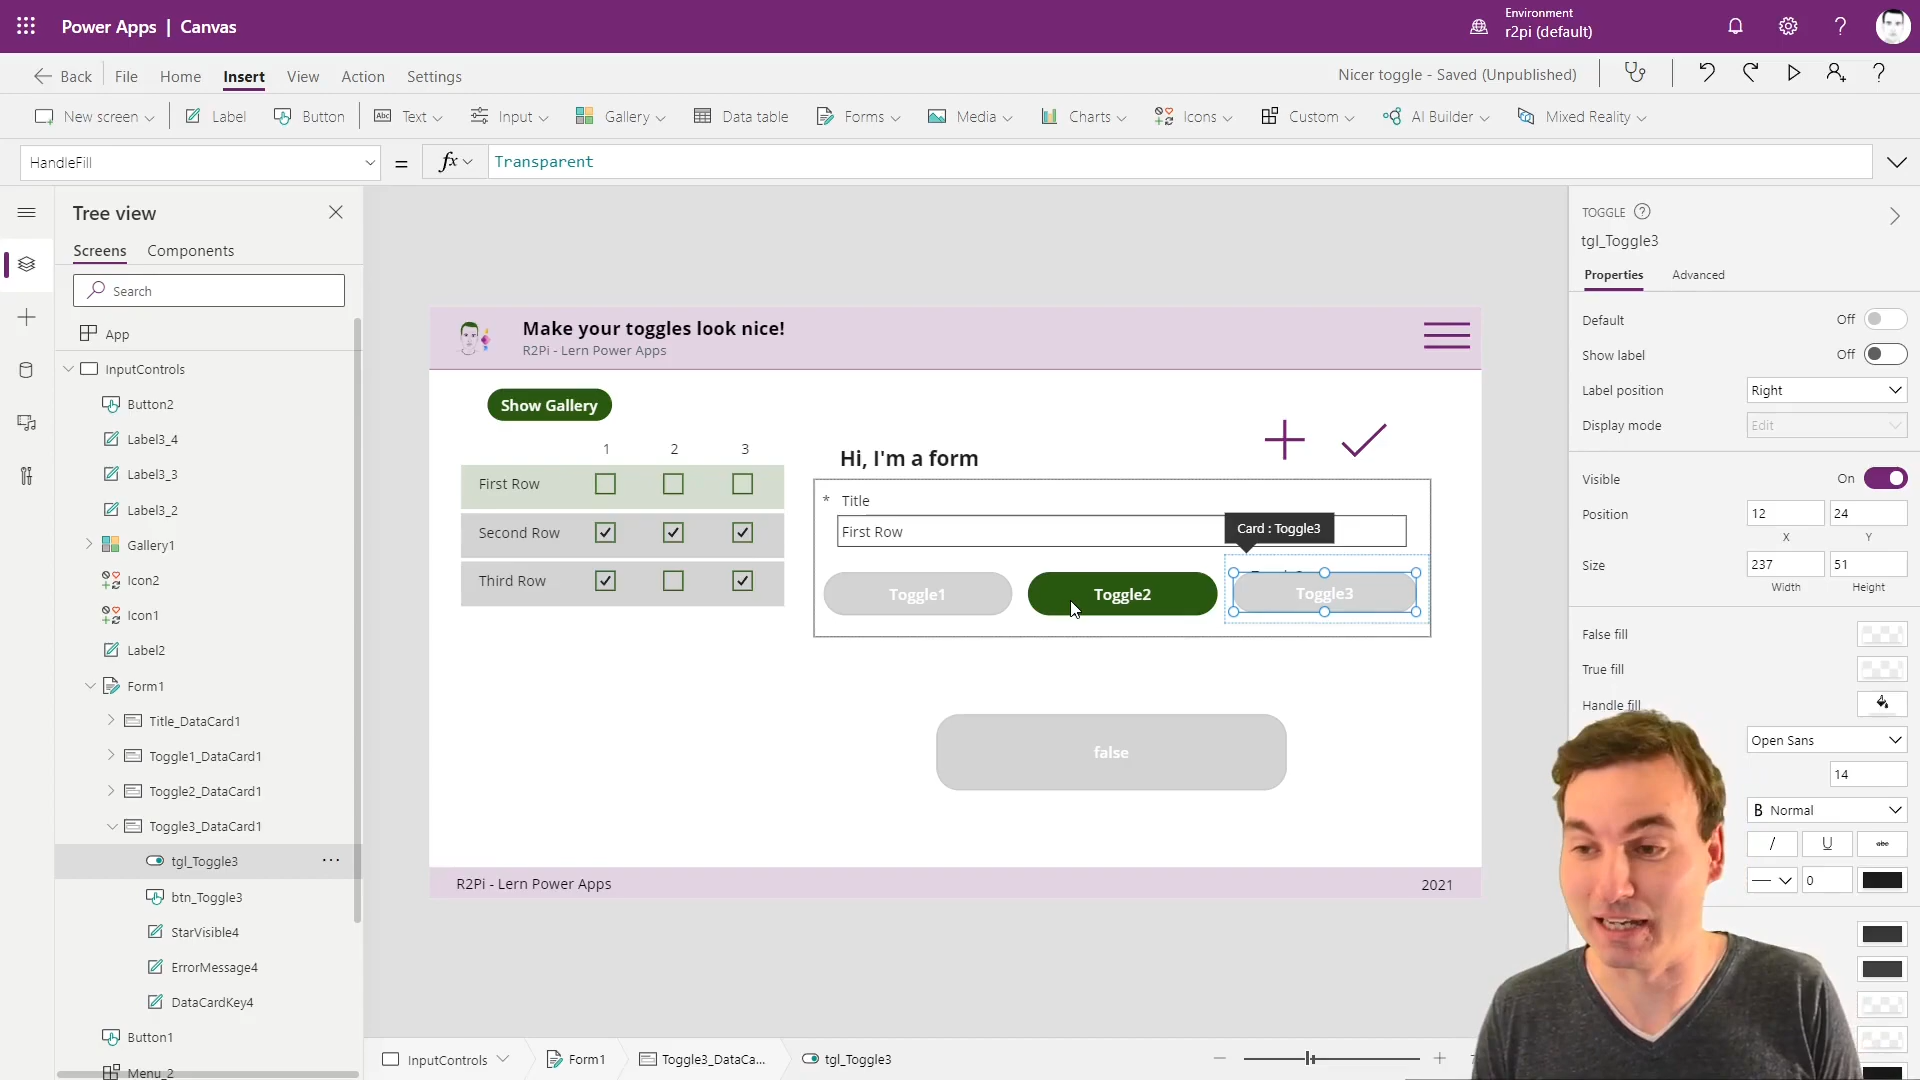 Power Apps | Canvas
Environment
r2pi (default)
Back File Home Insert View Action Settings
Nicer toggle - Saved (Unpublished)
New screen Label Button Text Input Gallery Data table Forms Media Charts Icons Custom AI Builder Mixed Reality
HandleFill = fx Transparent
Tree view
Screens Components
Search
App
InputControls
Button2
Label3_4
Label3_3
Label3_2
Gallery1
Icon2
Icon1
Label2
Form1
Title_DataCard1
Toggle1_DataCard1
Toggle2_DataCard1
Toggle3_DataCard1
tgl_Toggle3 ...
btn_Toggle3
StarVisible4
ErrorMessage4
DataCardKey4
Button1
Menu_2
Make your toggles look nice!
R2Pi - Lern Power Apps
Show Gallery
1 2 3
First Row
Second Row
Third Row
Hi, I'm a form
* Title
First Row
Card : Toggle3
Toggle1 Toggle2 Toggle3
false
R2Pi - Lern Power Apps 2021
InputControls Form1 Toggle3_DataCa... tgl_Toggle3
TOGGLE
tgl_Toggle3
Properties Advanced
Default Off
Show label Off
Label position Right
Display mode Edit
Visible On
Position 12 24
X Y
Size 237 51
Width Height
False fill
True fill
Handle fill
Open Sans
14
B Normal
/ U abc
0